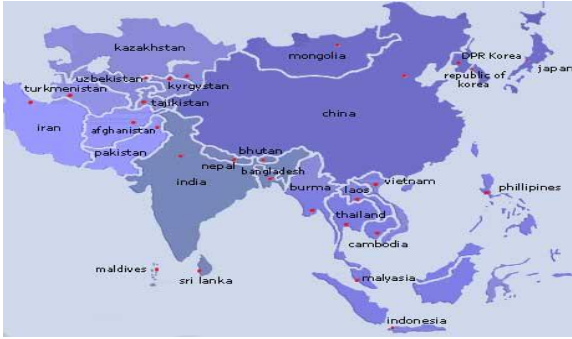 kazakhstan
mongolia
DPR Korea
japan
uzbekistan
kyrgystan
republic of
korea
turkmenistan
tajikistan
china
iran
afghanistan
pakistan
bhutan
nepal
bangladesh
india
burma
laos
vietnam
phillipines
thailand
cambodia
maldives
sri lanka
malyasia
indonesia